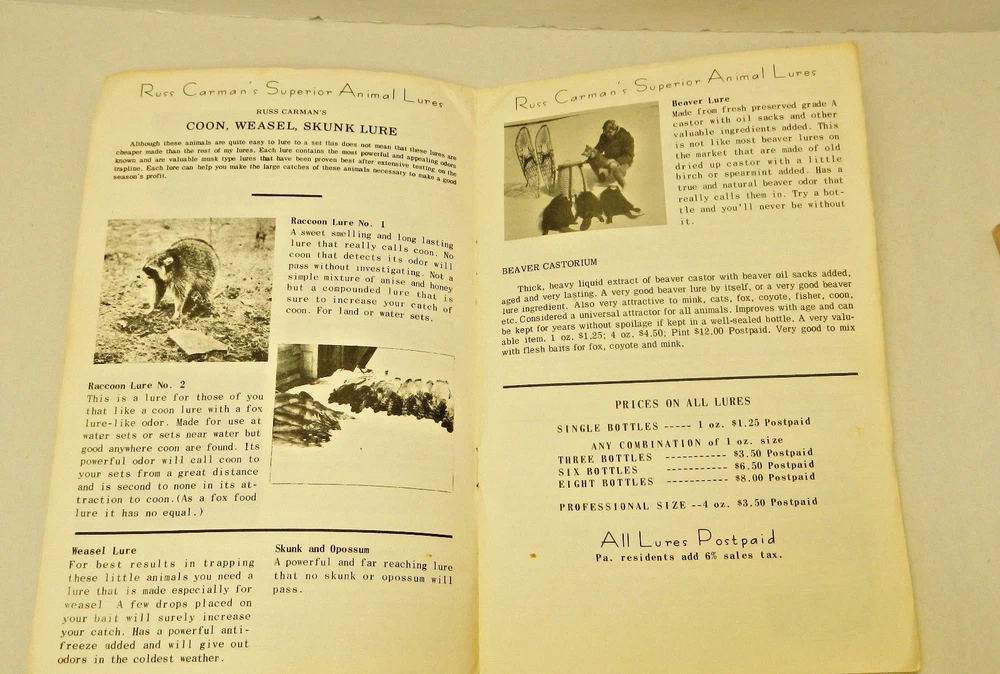 Russ Carman's Superior Animal Lures
RUSS CARMAN'S
COON, WEASEL, SKUNK LURE
Although these animals are quite easy to lure to a set this does not mean that these lures are
cheaper made than the rest of my lures. Each lure contains the most powerful and appealing odors
known and are valuable musk type lures that have been proven best after extensive testing on the
trapline. Each lure can help you make the large catches of these animals necessary to make a good
season's profit.
Raccoon Lure No. 1
A sweet smelling and long lasting
lure that really calls coon. No
coon that detects its odor will
pass without investigating. Not a
simple mixture of anise and honey
but a compounded lure that is
sure to increase your catch of
coon. For land or water sets.
Raccoon Lure No. 2
This is a lure for those of you
that like a coon lure with a fox
lure-like odor. Made for use at
water sets or sets near water but
good anywhere coon are found. Its
powerful odor will call coon to
your sets from a great distance
and is second to none in its at-
traction to coon.(As a fox food
lure it has no equal.)
Weasel Lure
For best results in trapping
these little animals you need a
lure that is made especially for
weasel A few drops placed on
your bait will surely increase
your catch. Has a powerful anti-
freeze added and will give out
odors in the coldest weather.
Skunk and Opossum
A powerful and far reaching lure
that no skunk or opossum will
pass.
Russ Carman's Superior Animal Lures
Beaver Lure
Made from fresh preserved grade A
castor with oil sacks and other
valuable ingredients added. This
is not like most beaver lures on
the market that are made of old
dried up castor with a little
birch or spearmint added. Has a
true and natural beaver odor that
really calls them in. Try a bot-
tle and you'll never be without
it.
BEAVER CASTORIUM
Thick, heavy liquid extract of beaver castor with beaver oil sacks added,
aged and very lasting. A very good beaver lure by itself, or a very good beaver
lure ingredient. Also very attractive to mink, cats, fox, coyote, fisher, coon,
etc. Considered a universal attractor for all animals. Improves with age and can
be kept for years without spoilage if kept in a well-sealed bottle. A very valu-
able item. 1 oz. $1.25; 4 oz. $4.50; Pint $12.00 Postpaid. Very good to mix
with flesh baits for fox, coyote and mink.
PRICES ON ALL LURES
SINGLE BOTTLES ----- 1 oz. $1.25 Postpaid
ANY COMBINATION of 1 oz. size
THREE BOTTLES ----------- $3.50 Postpaid
SIX BOTTLES ----------- $6.50 Postpaid
EIGHT BOTTLES ----------- $8.00 Postpaid
PROFESSIONAL SIZE --4 oz. $3.50 Postpaid
All Lures Postpaid
Pa. residents add 6% sales tax.